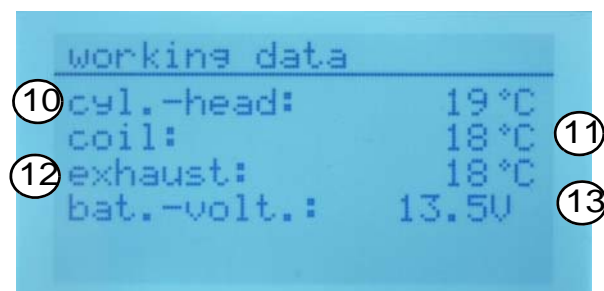 working data
10 cyl.-head: 19°C
coil: 18°C 11
12 exhaust: 18°C
bat.-volt.: 13.5V 13